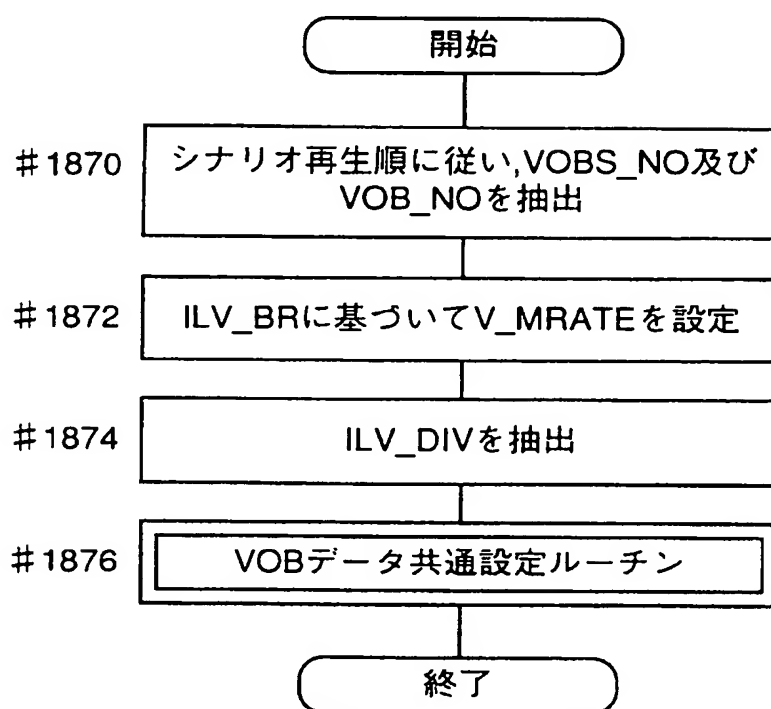 開始
#1870
シナリオ再生順に従い,VOBS_NO及び
VOB_NOを抽出
#1872
ILV_BRに基づいてV_MRATEを設定
#1874
ILV_DIVを抽出
#1876
VOBデータ共通設定ルーチン
終了